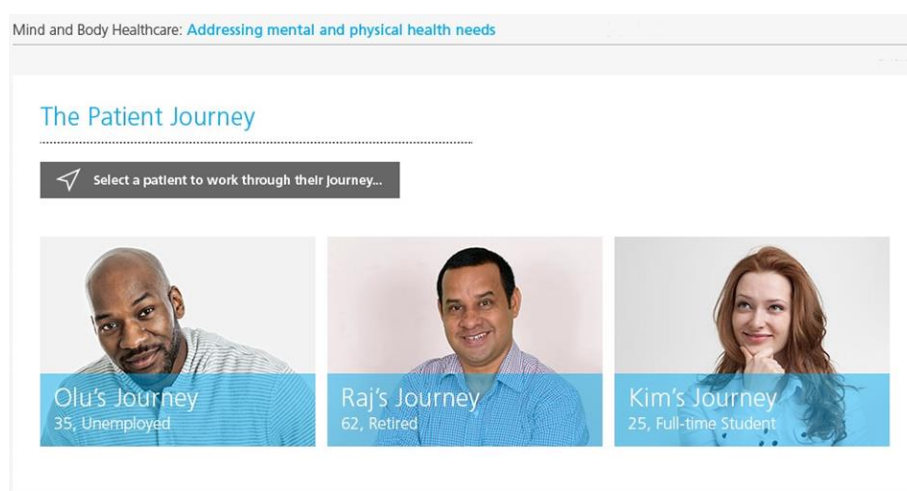 Mind and Body Healthcare: Addressing mental and physical health needs
The Patient Journey
Select a patient to work through their journey...
Olu's Journey
35, Unemployed
Raj's Journey
62, Retired
Kim's Journey
25, Full-time Student